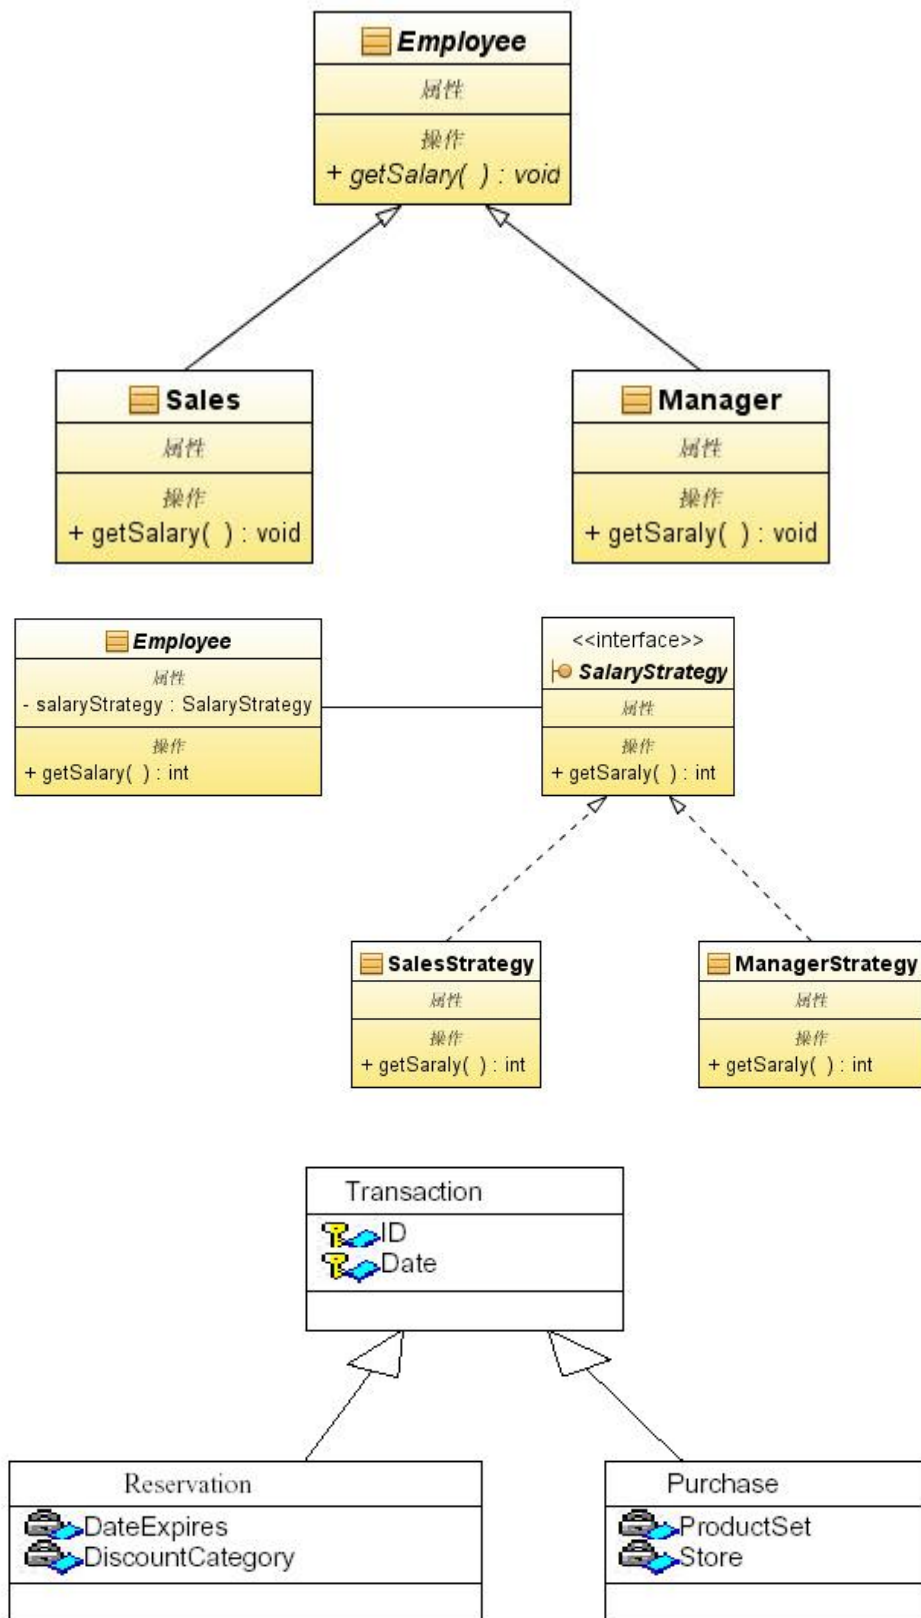 Employee
属性
操作
+ getSalary( ) : void
Sales
属性
操作
+ getSalary( ) : void
Manager
属性
操作
+ getSaraly( ) : void
Employee
属性
- salaryStrategy : SalaryStrategy
操作
+ getSalary( ) : int
<<interface>>
SalaryStrategy
属性
操作
+ getSaraly( ) : int
SalesStrategy
属性
操作
+ getSaraly( ) : int
ManagerStrategy
属性
操作
+ getSaraly( ) : int
Transaction
ID
Date
Reservation
DateExpires
DiscountCategory
Purchase
ProductSet
Store